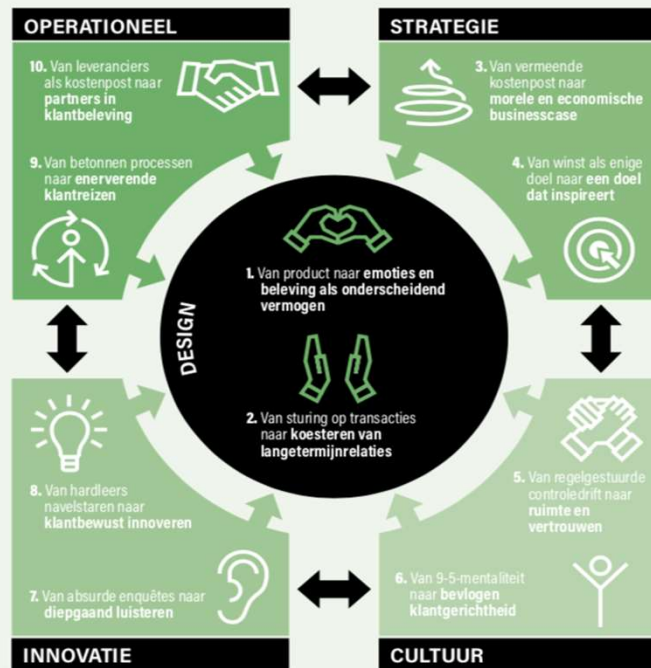 OPERATIONEEL
10. Van leveranciers
als kostenpost naar
partners in
klantbeleving
9. Van betonnen processen
naar enerverende
klantreizen
STRATEGIE
3. Van vermeende
kostenpost naar
morele en economische
businesscase
4. Van winst als enige
doel naar een doel
dat inspireert
DESIGN
1. Van product naar emoties en
beleving als onderscheidend
vermogen
2. Van sturing op transacties
naar koesteren van
langetermijnrelaties
8. Van hardleers
navelstaren naar
klantbewust innoveren
7. Van absurde enquêtes naar
diepgaand luisteren
INNOVATIE
5. Van regelgestuurde
controledrift naar
ruimte en
vertrouwen
6. Van 9-5-mentaliteit
naar bevlogen
klantgerichtheid
CULTUUR